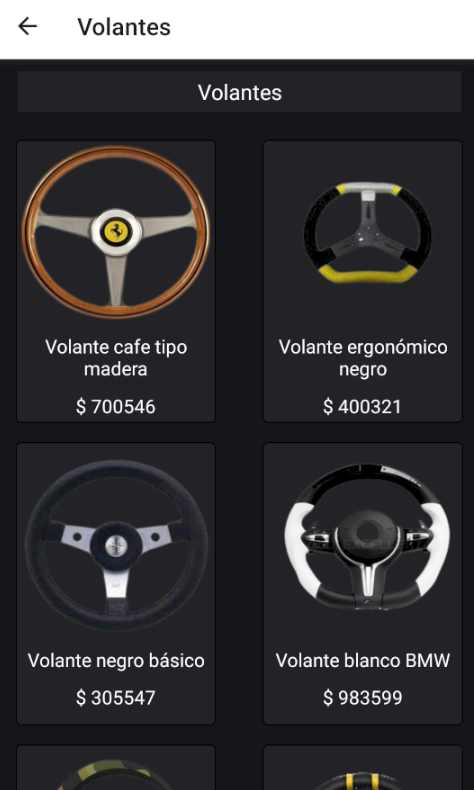 Volantes
Volantes
Volante cafe tipo
madera
$ 700546
Volante ergonómico
negro
$ 400321
Volante negro básico
$ 305547
Volante blanco BMW
$ 983599